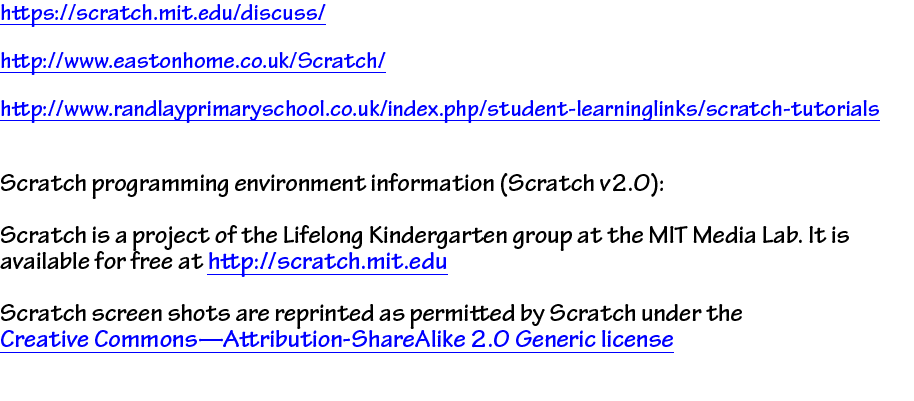 https://scratch.mit.edu/discuss/
http://www.eastonhome.co.uk/Scratch/
http://www.randlayprimaryschool.co.uk/index.php/student-learninglinks/scratch-tutorials
Scratch programming environment information (Scratch v2.0):
Scratch is a project of the Lifelong Kindergarten group at the MIT Media Lab. It is
available for free at http://scratch.mit.edu
Scratch screen shots are reprinted as permitted by Scratch under the
Creative Commons—Attribution-ShareAlike 2.0 Generic license